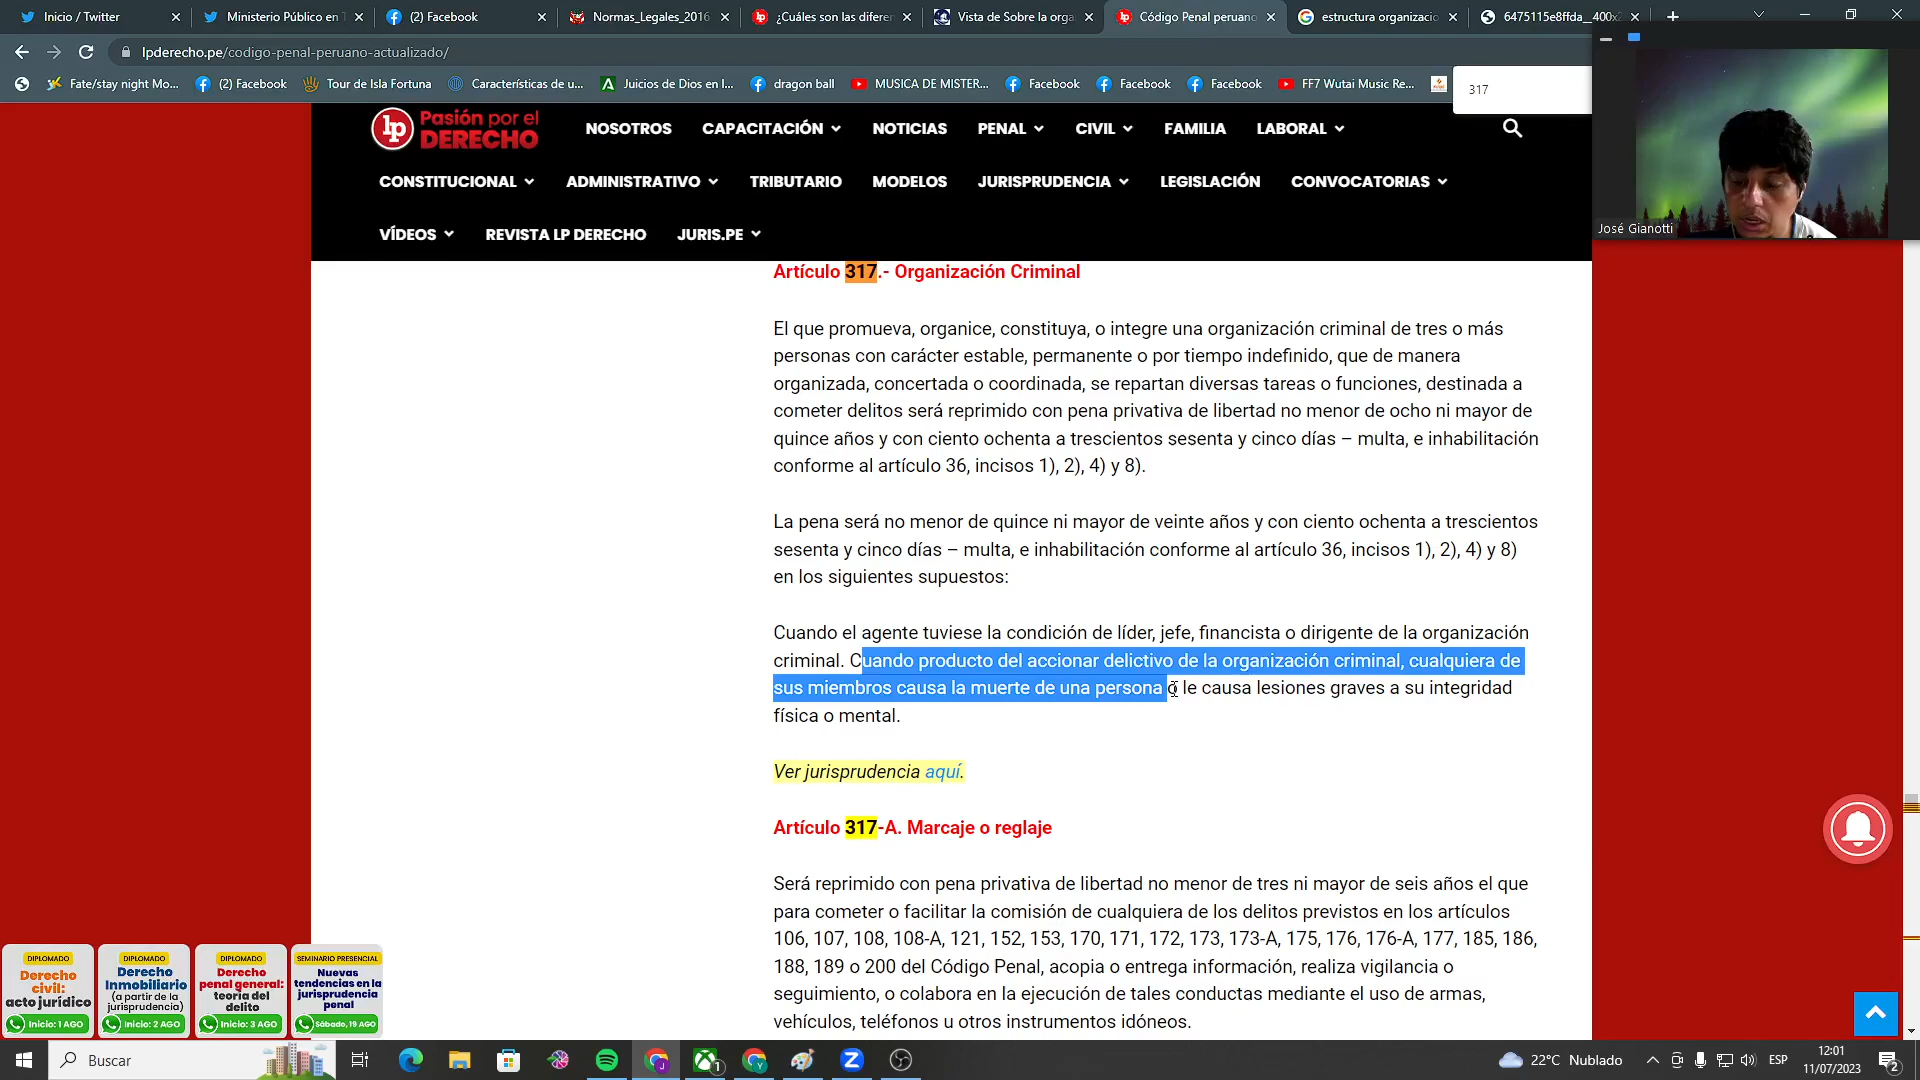 Inicio / Twitter
Ministerio Público en T
(2) Facebook
Normas_Legales_2016
¿Cuáles son las diferen
Vista de Sobre la orga
Código Penal peruano
estructura organizacio
6475115e8ffda__400x2
lpderecho.pe/codigo-penal-peruano-actualizado/
Fate/stay night Mo...
(2) Facebook
Tour de Isla Fortuna
Características de u...
Juicios de Dios en l...
dragon ball
MUSICA DE MISTER...
Facebook
Facebook
Facebook
FF7 Wutai Music Re...
317
José Gianotti
lp Pasión por el
DERECHO
NOSOTROS CAPACITACIÓN NOTICIAS PENAL CIVIL FAMILIA LABORAL
CONSTITUCIONAL ADMINISTRATIVO TRIBUTARIO MODELOS JURISPRUDENCIA LEGISLACIÓN CONVOCATORIAS
VÍDEOS REVISTA LP DERECHO JURIS.PE
Artículo 317.- Organización Criminal
El que promueva, organice, constituya, o integre una organización criminal de tres o más
personas con carácter estable, permanente o por tiempo indefinido, que de manera
organizada, concertada o coordinada, se repartan diversas tareas o funciones, destinada a
cometer delitos será reprimido con pena privativa de libertad no menor de ocho ni mayor de
quince años y con ciento ochenta a trescientos sesenta y cinco días – multa, e inhabilitación
conforme al artículo 36, incisos 1), 2), 4) y 8).
La pena será no menor de quince ni mayor de veinte años y con ciento ochenta a trescientos
sesenta y cinco días – multa, e inhabilitación conforme al artículo 36, incisos 1), 2), 4) y 8)
en los siguientes supuestos:
Cuando el agente tuviese la condición de líder, jefe, financista o dirigente de la organización
criminal. Cuando producto del accionar delictivo de la organización criminal, cualquiera de
sus miembros causa la muerte de una persona o le causa lesiones graves a su integridad
física o mental.
Ver jurisprudencia aquí.
Artículo 317-A. Marcaje o reglaje
Será reprimido con pena privativa de libertad no menor de tres ni mayor de seis años el que
para cometer o facilitar la comisión de cualquiera de los delitos previstos en los artículos
106, 107, 108, 108-A, 121, 152, 153, 170, 171, 172, 173, 173-A, 175, 176, 176-A, 177, 185, 186,
188, 189 o 200 del Código Penal, acopia o entrega información, realiza vigilancia o
seguimiento, o colabora en la ejecución de tales conductas mediante el uso de armas,
vehículos, teléfonos u otros instrumentos idóneos.
DIPLOMADO
Derecho
civil:
acto jurídico
Inicio: 1 AGO
DIPLOMADO
Derecho
Inmobiliario
(a partir de la
jurisprudencia)
Inicio: 2 AGO
DIPLOMADO
Derecho
penal general:
teoría del
delito
Inicio: 3 AGO
SEMINARIO PRESENCIAL
Nuevas
tendencias en la
jurisprudencia
penal
Sábado, 19 AGO
Buscar
1
22°C Nublado
ESP
12:01
11/07/2023
2